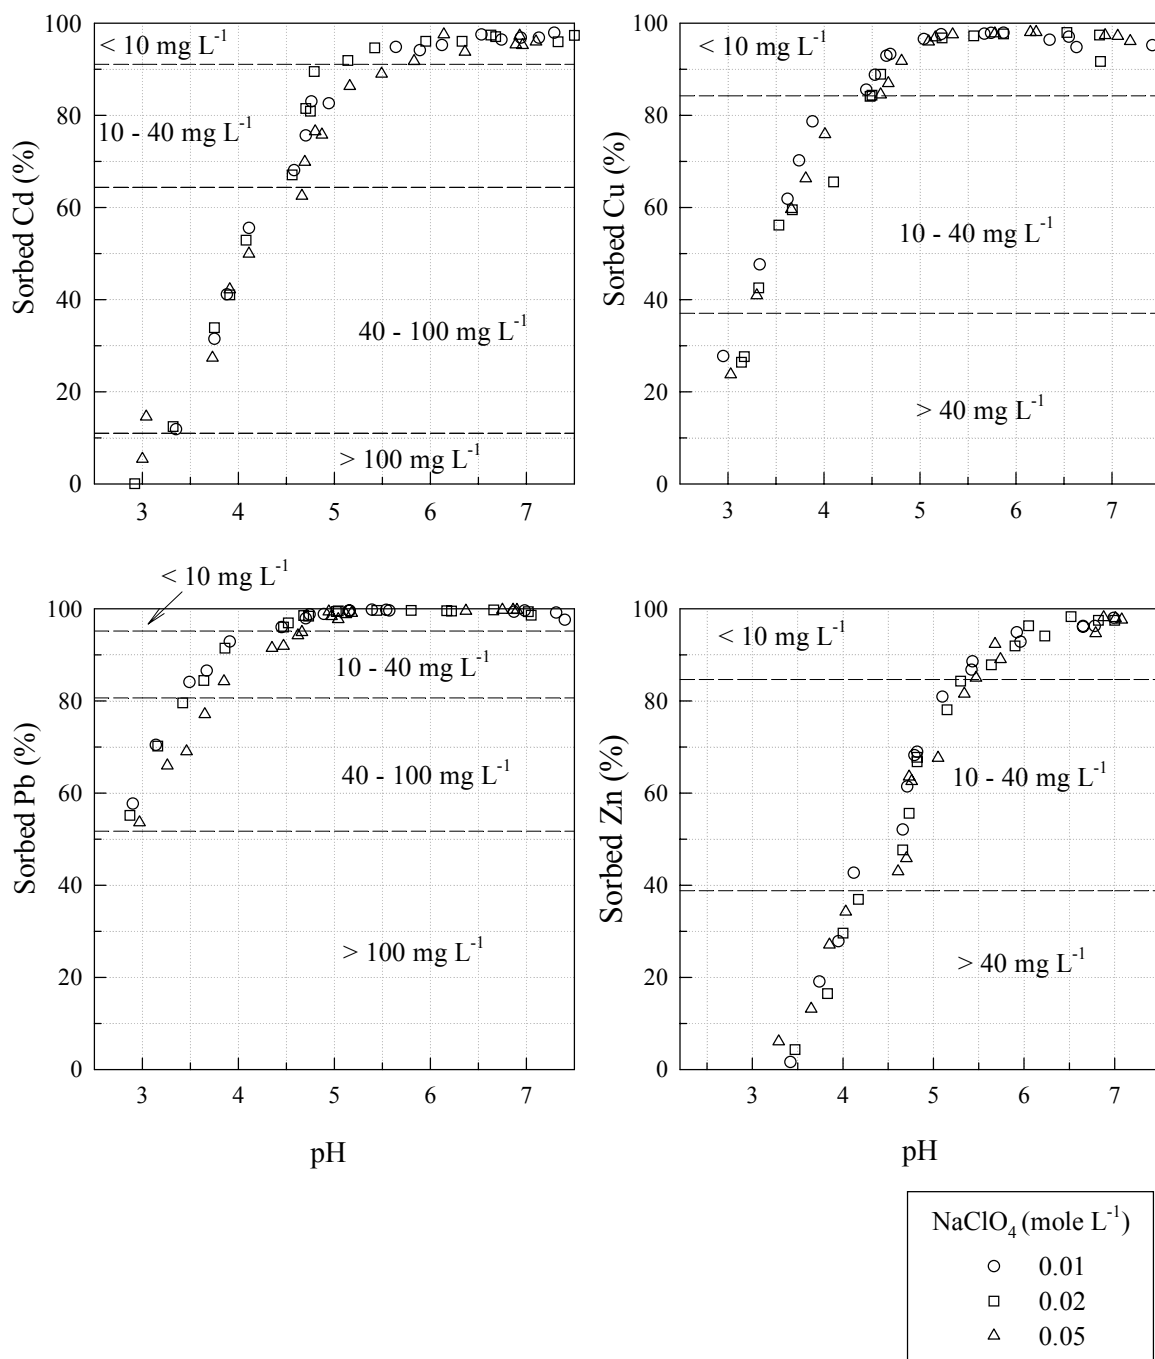 Sorbed Cd (%)
100
80
60
40
20
0
< 10 mg L⁻¹
10 - 40 mg L⁻¹
40 - 100 mg L⁻¹
> 100 mg L⁻¹
3 4 5 6 7
Sorbed Cu (%)
100
80
60
40
20
0
< 10 mg L⁻¹
10 - 40 mg L⁻¹
> 40 mg L⁻¹
3 4 5 6 7
Sorbed Pb (%)
100
80
60
40
20
0
< 10 mg L⁻¹
10 - 40 mg L⁻¹
40 - 100 mg L⁻¹
> 100 mg L⁻¹
3 4 5 6 7
pH
Sorbed Zn (%)
100
80
60
40
20
0
< 10 mg L⁻¹
10 - 40 mg L⁻¹
> 40 mg L⁻¹
3 4 5 6 7
pH
NaClO₄ (mole L⁻¹)
0.01
0.02
0.05